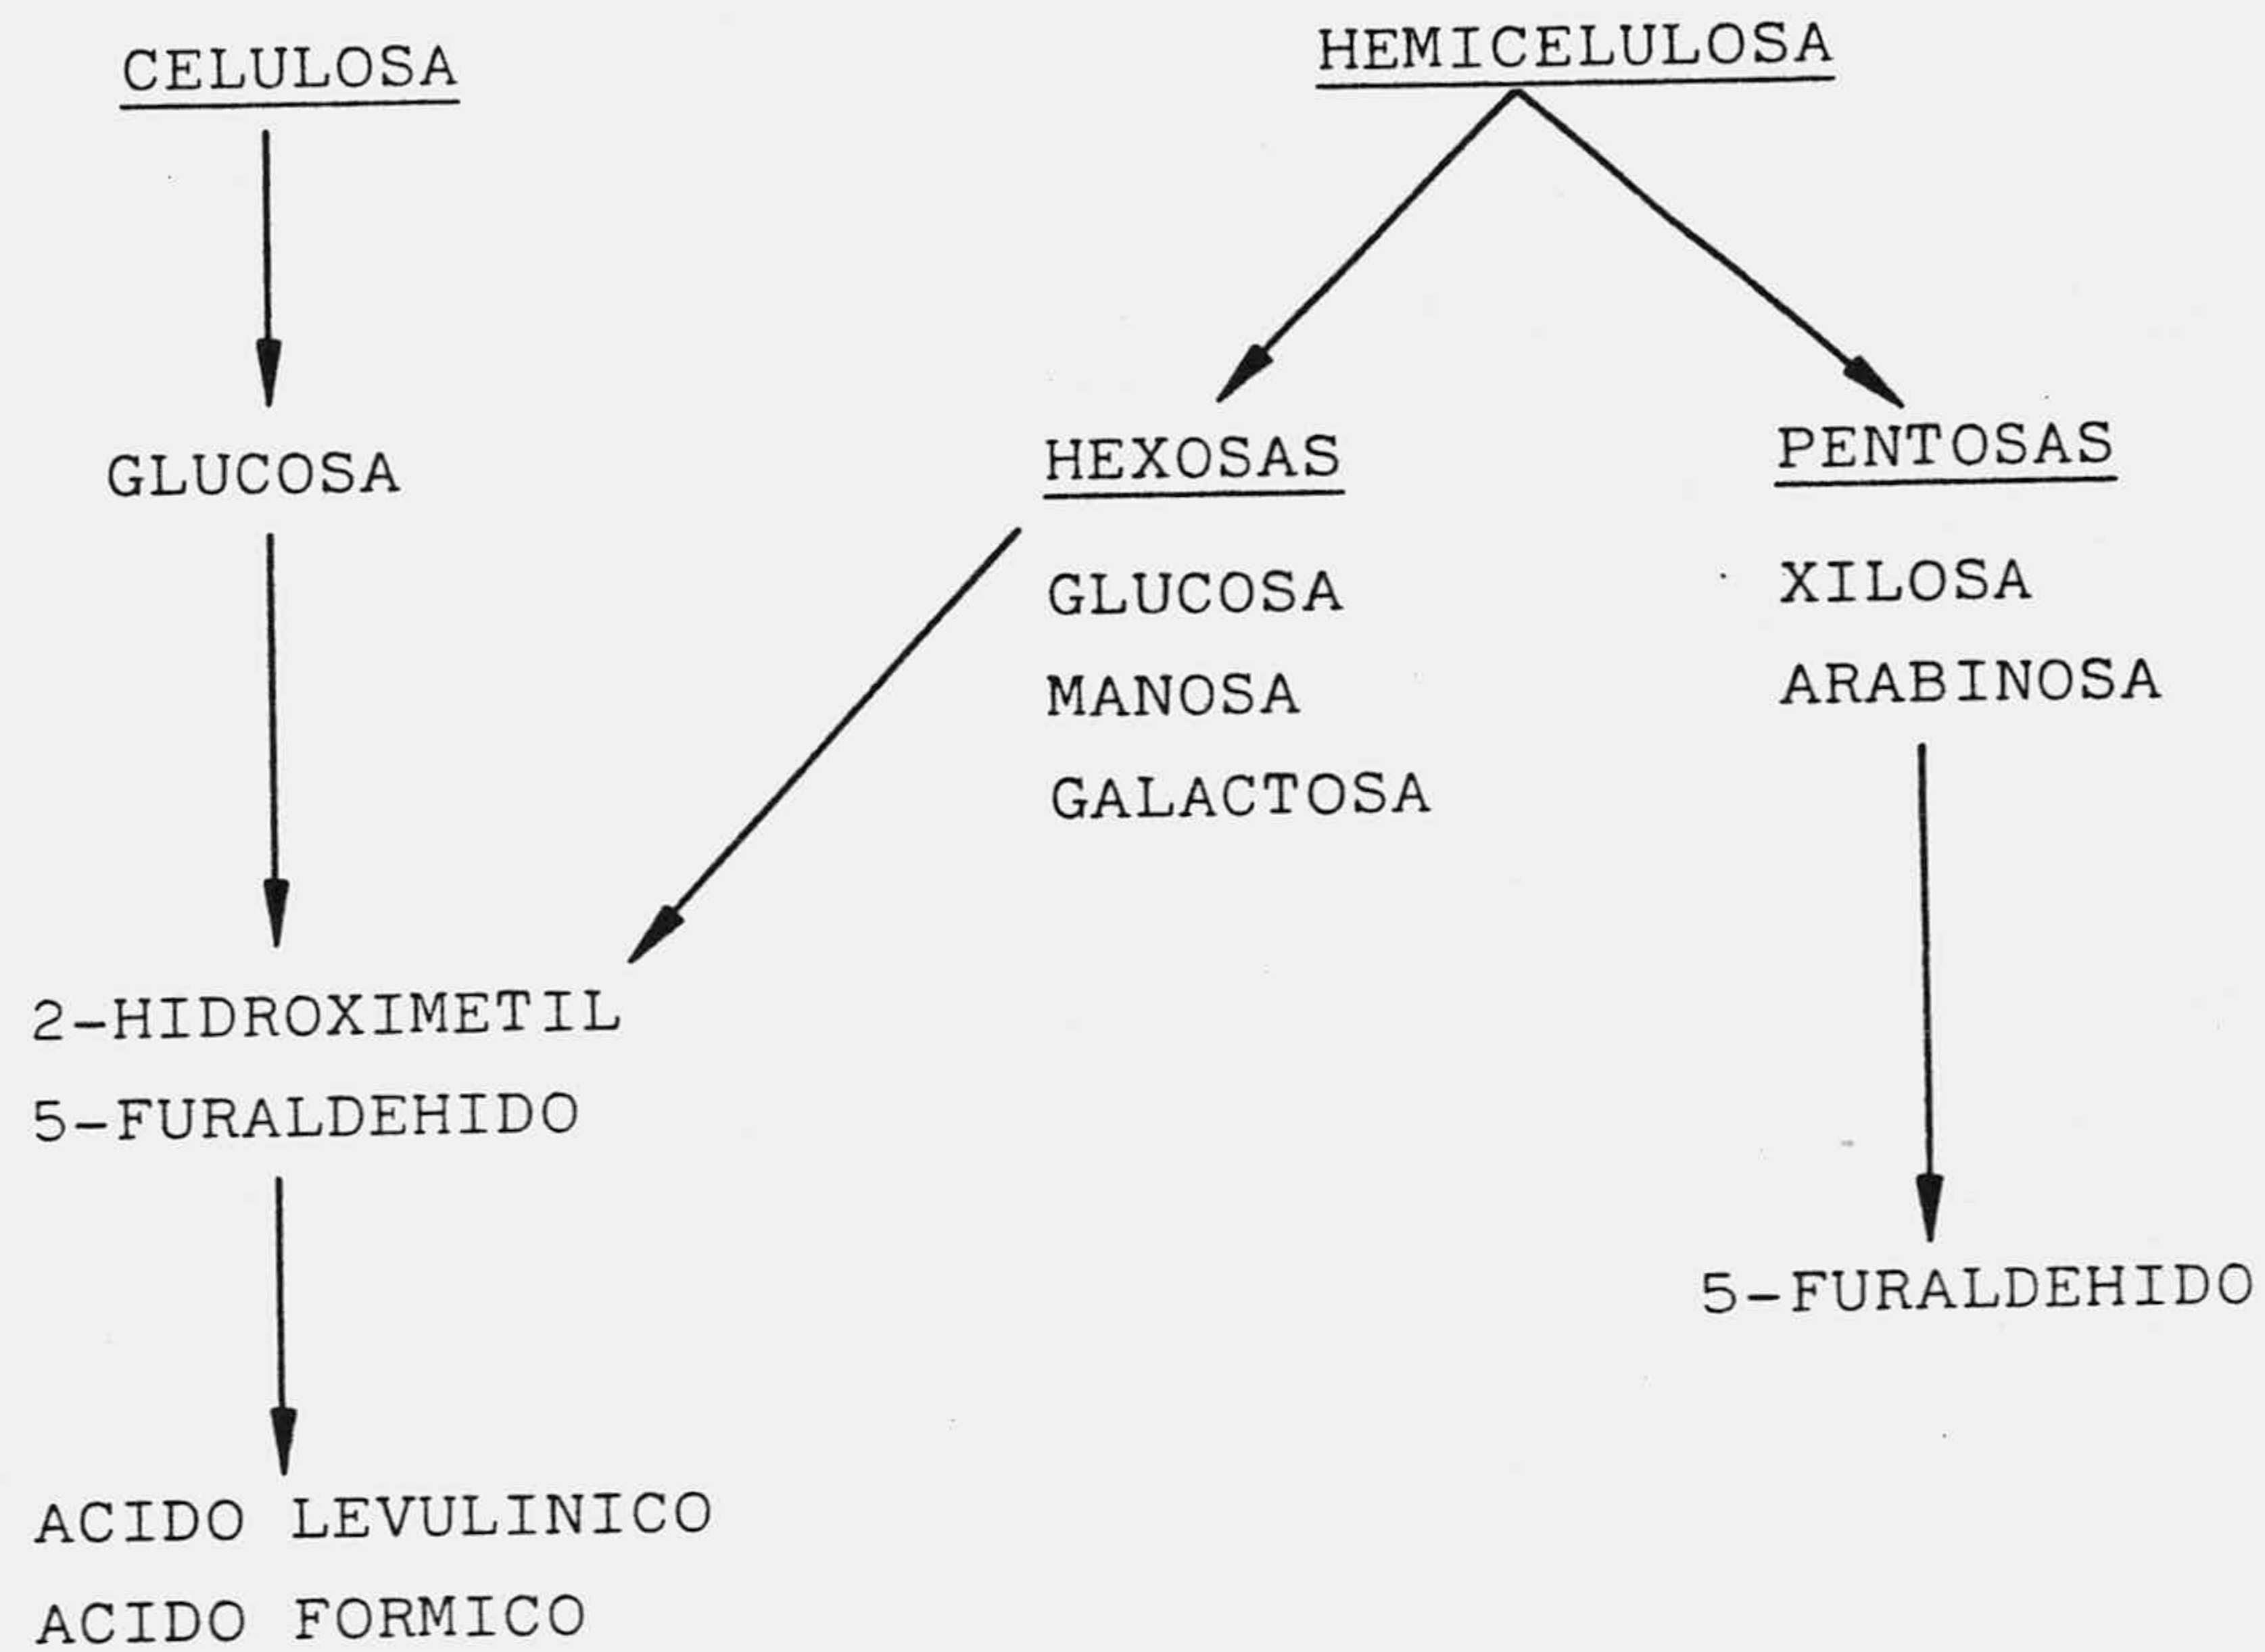 CELULOSA
HEMICELULOSA
GLUCOSA
HEXOSAS
GLUCOSA
MANOSA
GALACTOSA
PENTOSAS
XILOSA
ARABINOSA
2-HIDROXIMETIL
5-FURALDEHIDO
5-FURALDEHIDO
ACIDO LEVULINICO
ACIDO FORMICO